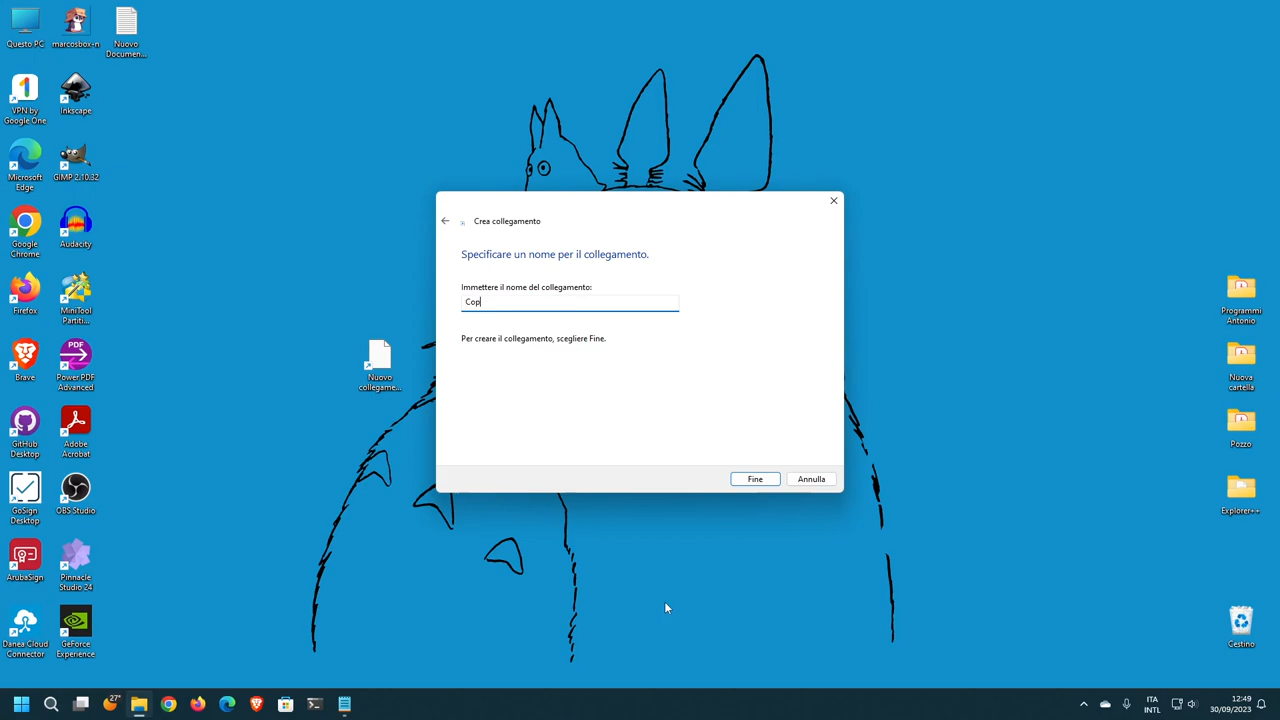 Questo PC
marcosbox-n
Nuovo
Documen...
VPN by
Google One
Inkscape
Microsoft
Edge
GIMP 2.10.32
Google
Chrome
Audacity
Firefox
MiniTool
Partiti...
Brave
PDF
Power PDF
Advanced
GitHub
Desktop
Adobe
Acrobat
GoSign
Desktop
OBS Studio
ArubaSign
Pinnacle
Studio 24
Danea Cloud
Connector
GeForce
Experience
Nuovo
collegame...
Crea collegamento
Specificare un nome per il collegamento.
Immettere il nome del collegamento:
Cop
Per creare il collegamento, scegliere Fine.
Fine
Annulla
Programmi
Antonio
Nuova
cartella
Pozzo
Explorer++
Cestino
27°
ITA
INTL
12:49
30/09/2023